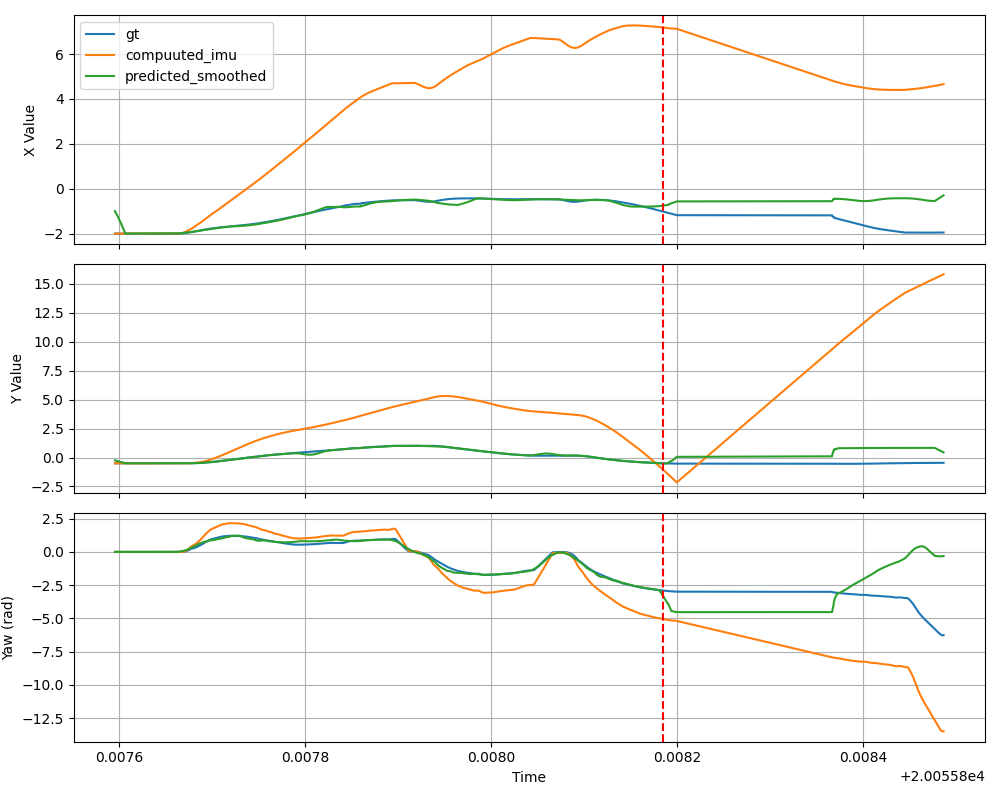 gt
compuuted_imu
predicted_smoothed
X Value
6
4
2
0
−2
Y Value
15.0
12.5
10.0
7.5
5.0
2.5
0.0
−2.5
Yaw (rad)
2.5
0.0
−2.5
−5.0
−7.5
−10.0
−12.5
0.0076 0.0078 0.0080 0.0082 0.0084
Time
+2.00558e4